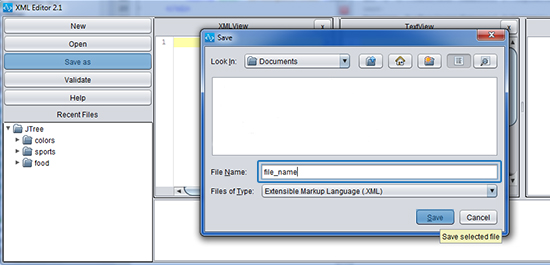 XML Editor 2.1
New
Open
Save as
Validate
Help
Recent Files
JTree
colors
sports
food
XMLView
x
TextView
x
1
Save
Look In:
Documents
File Name:
file_name
Files of Type:
Extensible Markup Language (.XML)
Save
Cancel
Save selected file